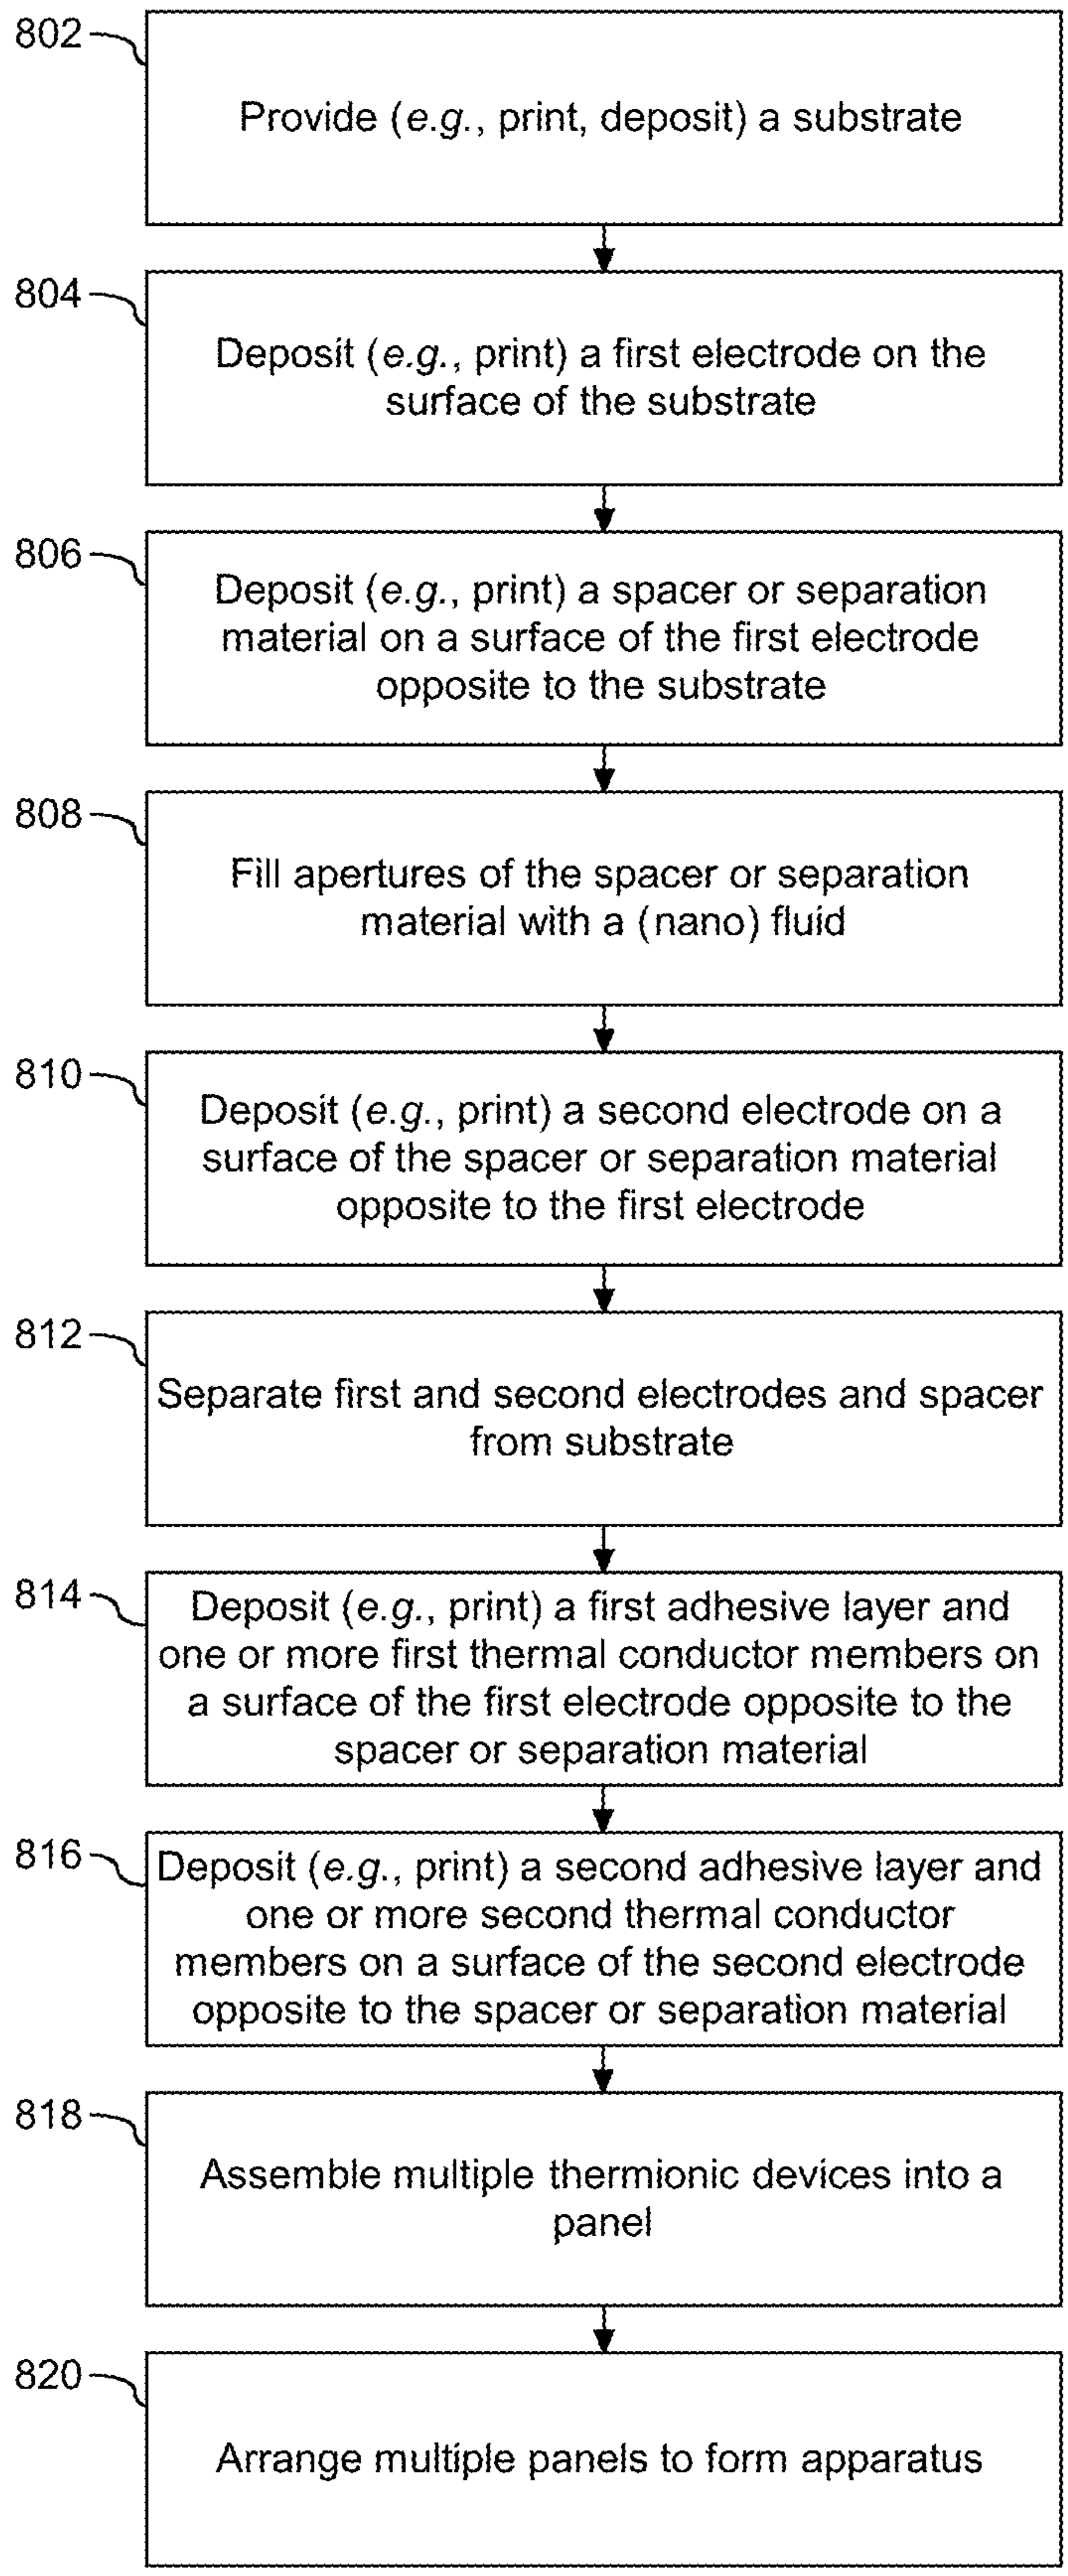 802
Provide (e.g., print, deposit) a substrate
804
Deposit (e.g., print) a first electrode on the
surface of the substrate
806
Deposit (e.g., print) a spacer or separation
material on a surface of the first electrode
opposite to the substrate
808
Fill apertures of the spacer or separation
material with a (nano) fluid
810
Deposit (e.g., print) a second electrode on a
surface of the spacer or separation material
opposite to the first electrode
812
Separate first and second electrodes and spacer
from substrate
814
Deposit (e.g., print) a first adhesive layer and
one or more first thermal conductor members on
a surface of the first electrode opposite to the
spacer or separation material
816
Deposit (e.g., print) a second adhesive layer and
one or more second thermal conductor
members on a surface of the second electrode
opposite to the spacer or separation material
818
Assemble multiple thermionic devices into a
panel
820
Arrange multiple panels to form apparatus